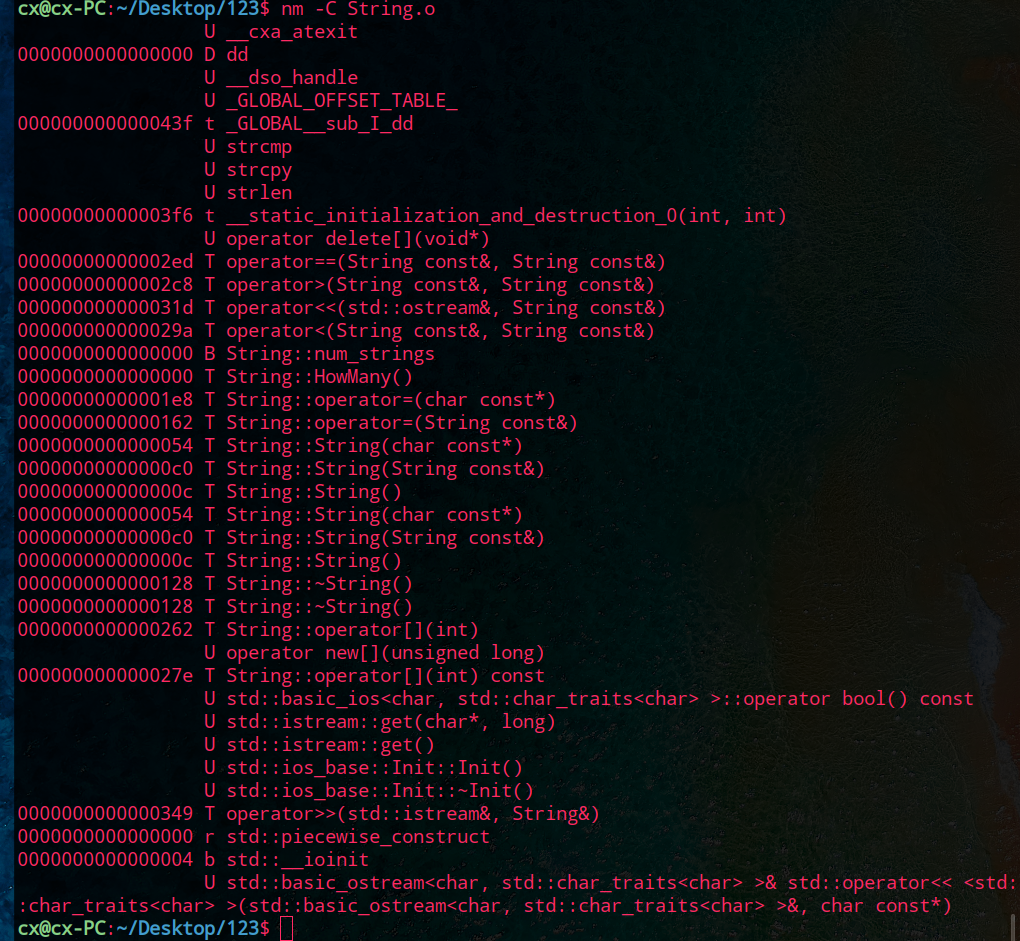 cx@cx-PC:~/Desktop/123$ nm -C String.o
                 U __cxa_atexit
0000000000000000 D dd
                 U __dso_handle
                 U _GLOBAL_OFFSET_TABLE_
000000000000043f t _GLOBAL__sub_I_dd
                 U strcmp
                 U strcpy
                 U strlen
00000000000003f6 t __static_initialization_and_destruction_0(int, int)
                 U operator delete[](void*)
00000000000002ed T operator==(String const&, String const&)
00000000000002c8 T operator>(String const&, String const&)
000000000000031d T operator<<(std::ostream&, String const&)
000000000000029a T operator<(String const&, String const&)
0000000000000000 B String::num_strings
0000000000000000 T String::HowMany()
00000000000001e8 T String::operator=(char const*)
0000000000000162 T String::operator=(String const&)
0000000000000054 T String::String(char const*)
00000000000000c0 T String::String(String const&)
000000000000000c T String::String()
0000000000000054 T String::String(char const*)
00000000000000c0 T String::String(String const&)
000000000000000c T String::String()
0000000000000128 T String::~String()
0000000000000128 T String::~String()
0000000000000262 T String::operator[](int)
                 U operator new[](unsigned long)
000000000000027e T String::operator[](int) const
                 U std::basic_ios<char, std::char_traits<char> >::operator bool() const
                 U std::istream::get(char*, long)
                 U std::istream::get()
                 U std::ios_base::Init::Init()
                 U std::ios_base::Init::~Init()
0000000000000349 T operator>>(std::istream&, String&)
0000000000000000 r std::piecewise_construct
0000000000000004 b std::__ioinit
                 U std::basic_ostream<char, std::char_traits<char> >& std::operator<< <std:
:char_traits<char> >(std::basic_ostream<char, std::char_traits<char> >&, char const*)
cx@cx-PC:~/Desktop/123$